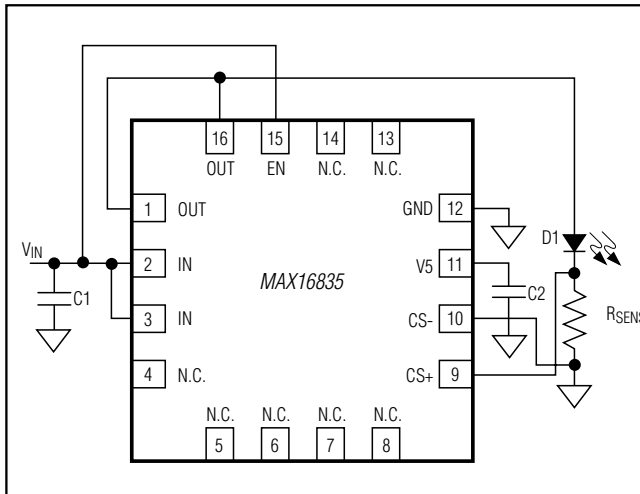 16 15 14 13
OUT EN N.C. N.C.
1 OUT
GND 12
VIN
2 IN
D1
V5 11
MAX16835
C1
C2
3 IN
CS- 10
RSENS
4 N.C.
CS+ 9
N.C. N.C. N.C. N.C.
5 6 7 8